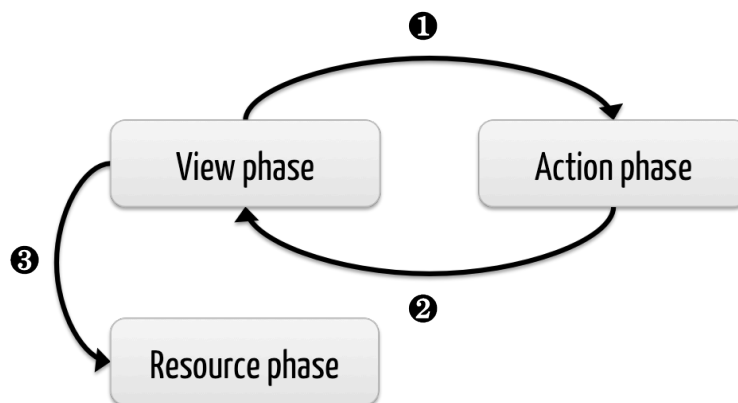 ❶
View phase
Action phase
❸
❷
Resource phase